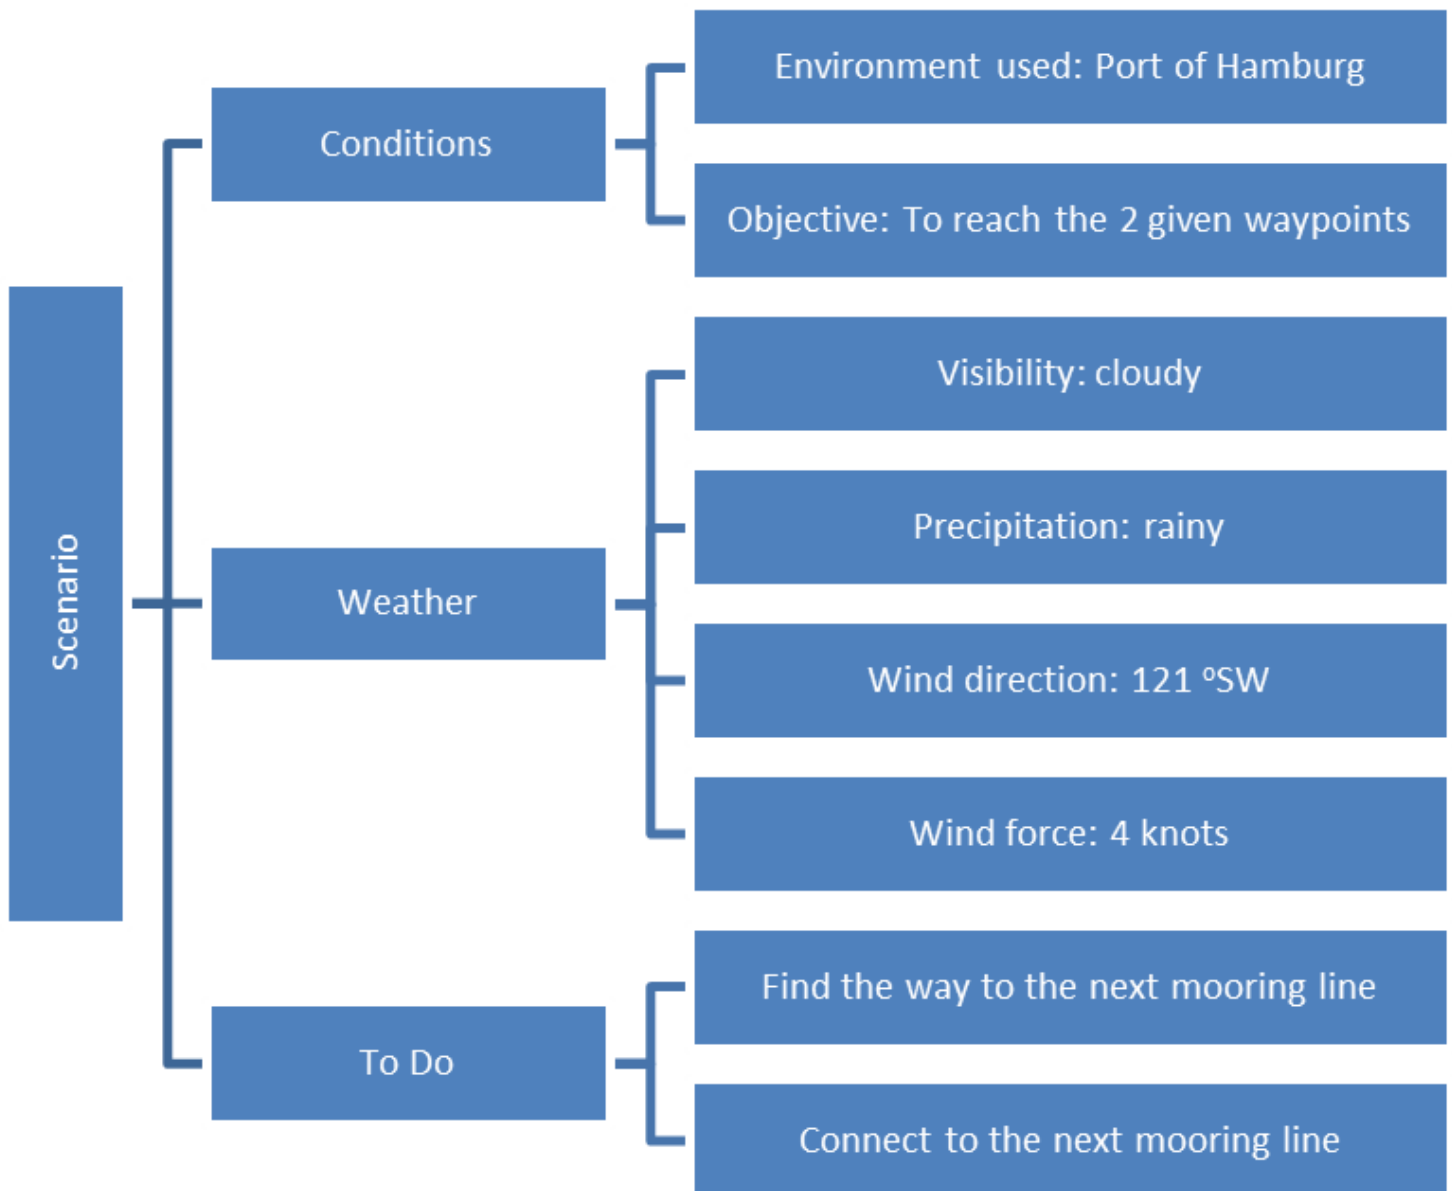 Scenario
Conditions
Environment used: Port of Hamburg
Objective: To reach the 2 given waypoints
Weather
Visibility: cloudy
Precipitation: rainy
Wind direction: 121 ºSW
Wind force: 4 knots
To Do
Find the way to the next mooring line
Connect to the next mooring line